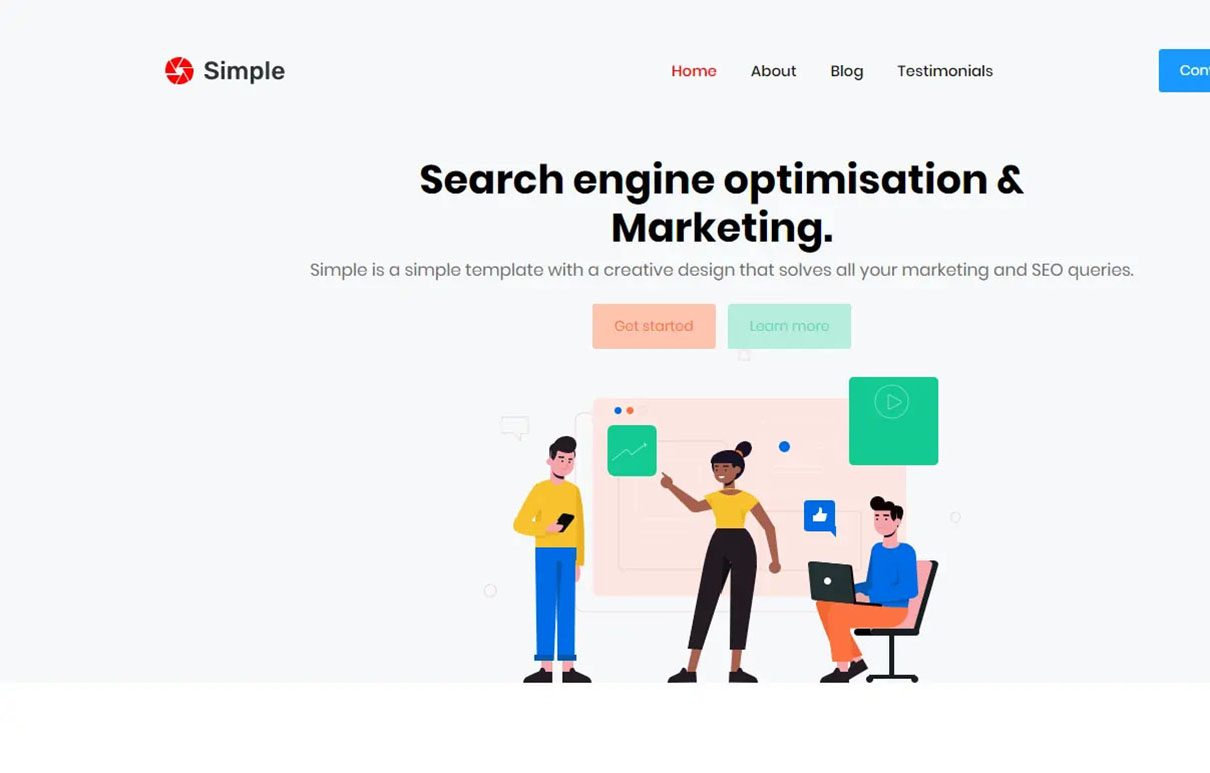 Simple
Home About Blog Testimonials
Search engine optimisation &
Marketing.
Simple is a simple template with a creative design that solves all your marketing and SEO queries.
Get started Learn more